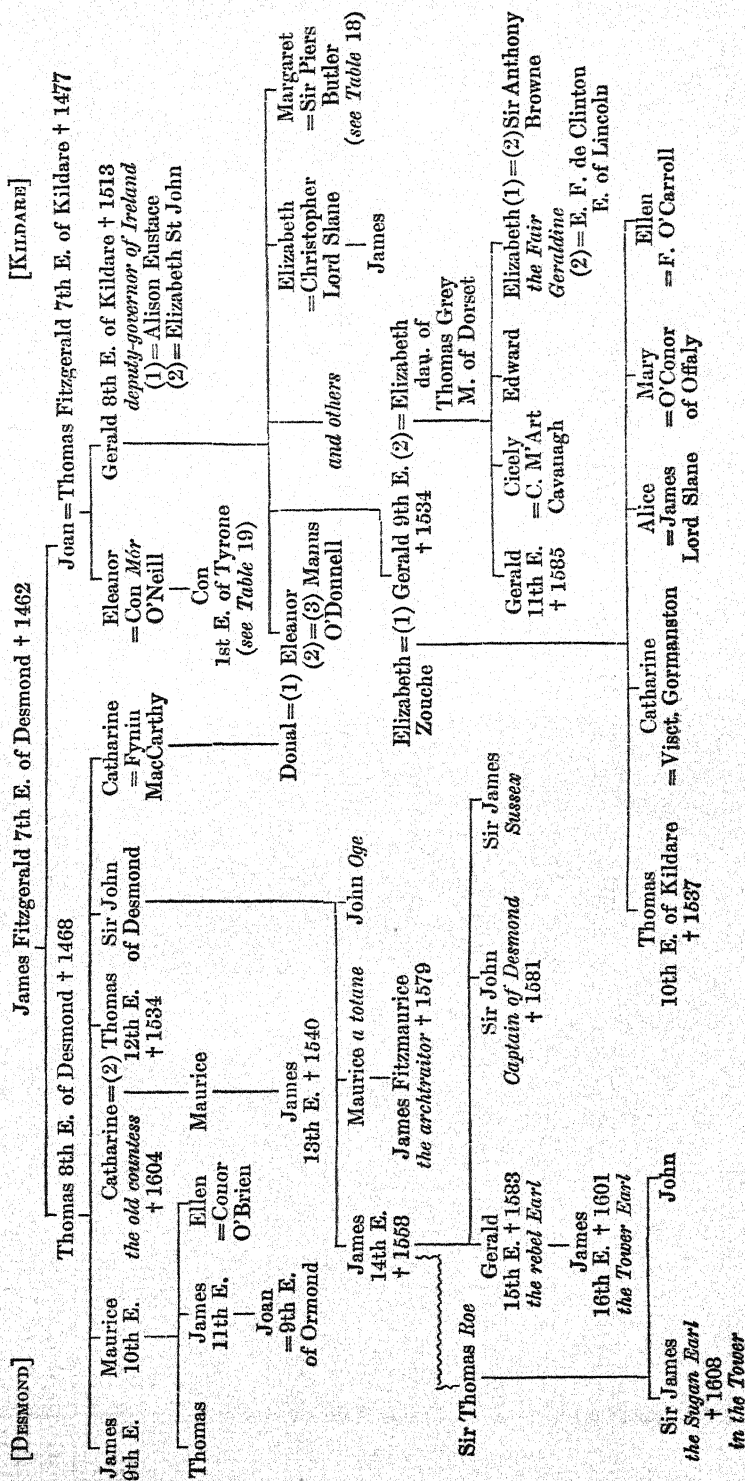 [DESMOND]
[KILDARE]
James Fitzgerald 7th E. of Desmond † 1462
Thomas 8th E. of Desmond † 1468
Joan = Thomas Fitzgerald 7th E. of Kildare † 1477
James
9th E.
Maurice
10th E.
Catharine = (2) Thomas
the old countess
† 1604
12th E.
† 1534
Sir John
of Desmond
Catharine
= Fynin
MacCarthy
Eleanor
= Con Mór
O'Neill
Gerald 8th E. of Kildare † 1513
deputy-governor of Ireland
(1) = Alison Eustace
(2) = Elizabeth St John
Thomas
James
11th E.
Ellen
= Conor
O'Brien
Maurice
Con
1st E. of Tyrone
(see Table 19)
Joan
= 9th E.
of Ormond
James
13th E. † 1540
Donal = (1) Eleanor
(2) = (3) Manus
O'Donnell
and others
Elizabeth
= Christopher
Lord Slane
Margaret
= Sir Piers
Butler
(see Table 18)
James
James
14th E.
† 1558
Maurice a totane
John Oge
Elizabeth = (1) Gerald 9th E. (2) = Elizabeth
Zouche
† 1534
dau. of
Thomas Grey
M. of Dorset
James Fitzmaurice
the archtraitor † 1579
Gerald
11th E.
† 1585
Cicely
= C. M'Art
Cavanagh
Edward
Elizabeth (1) = (2) Sir Anthony
the Fair
Geraldine
Browne
(2) = E. F. de Clinton
E. of Lincoln
Sir Thomas Roe
Gerald
15th E. † 1583
the rebel Earl
Sir John
Captain of Desmond
† 1581
Sir James
Sussex
James
16th E. † 1601
the Tower Earl
Thomas
10th E. of Kildare
† 1537
Catharine
= Visct. Gormanston
Alice
= James
Lord Slane
Mary
= O'Conor
of Offaly
Ellen
= F. O'Carroll
Sir James
the Sugan Earl
† 1608
in the Tower
John